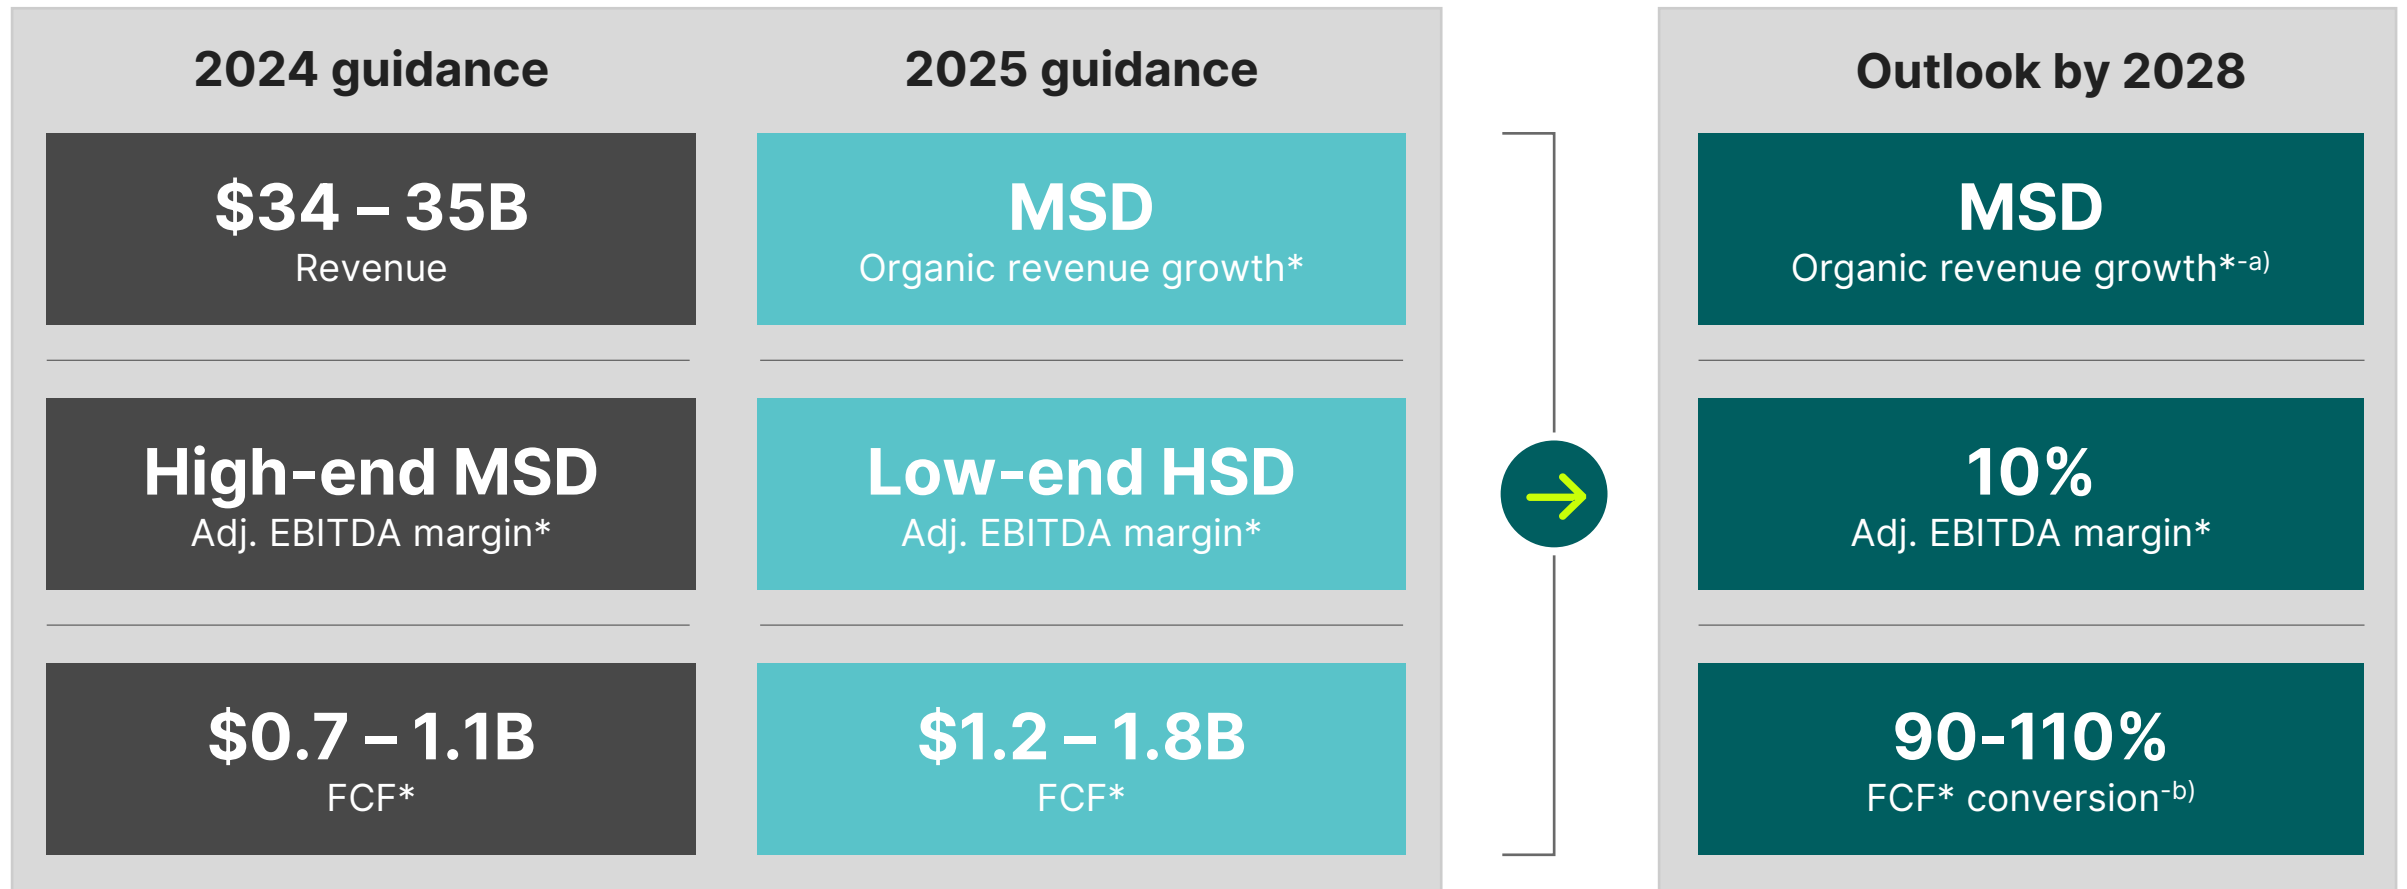 2024 guidance
$34 – 35B
Revenue
High-end MSD
Adj. EBITDA margin*
$0.7 – 1.1B
FCF*
2025 guidance
MSD
Organic revenue growth*
Low-end HSD
Adj. EBITDA margin*
$1.2 – 1.8B
FCF*
Outlook by 2028
MSD
Organic revenue growth*-a)
10%
Adj. EBITDA margin*
90-110%
FCF* conversion-b)